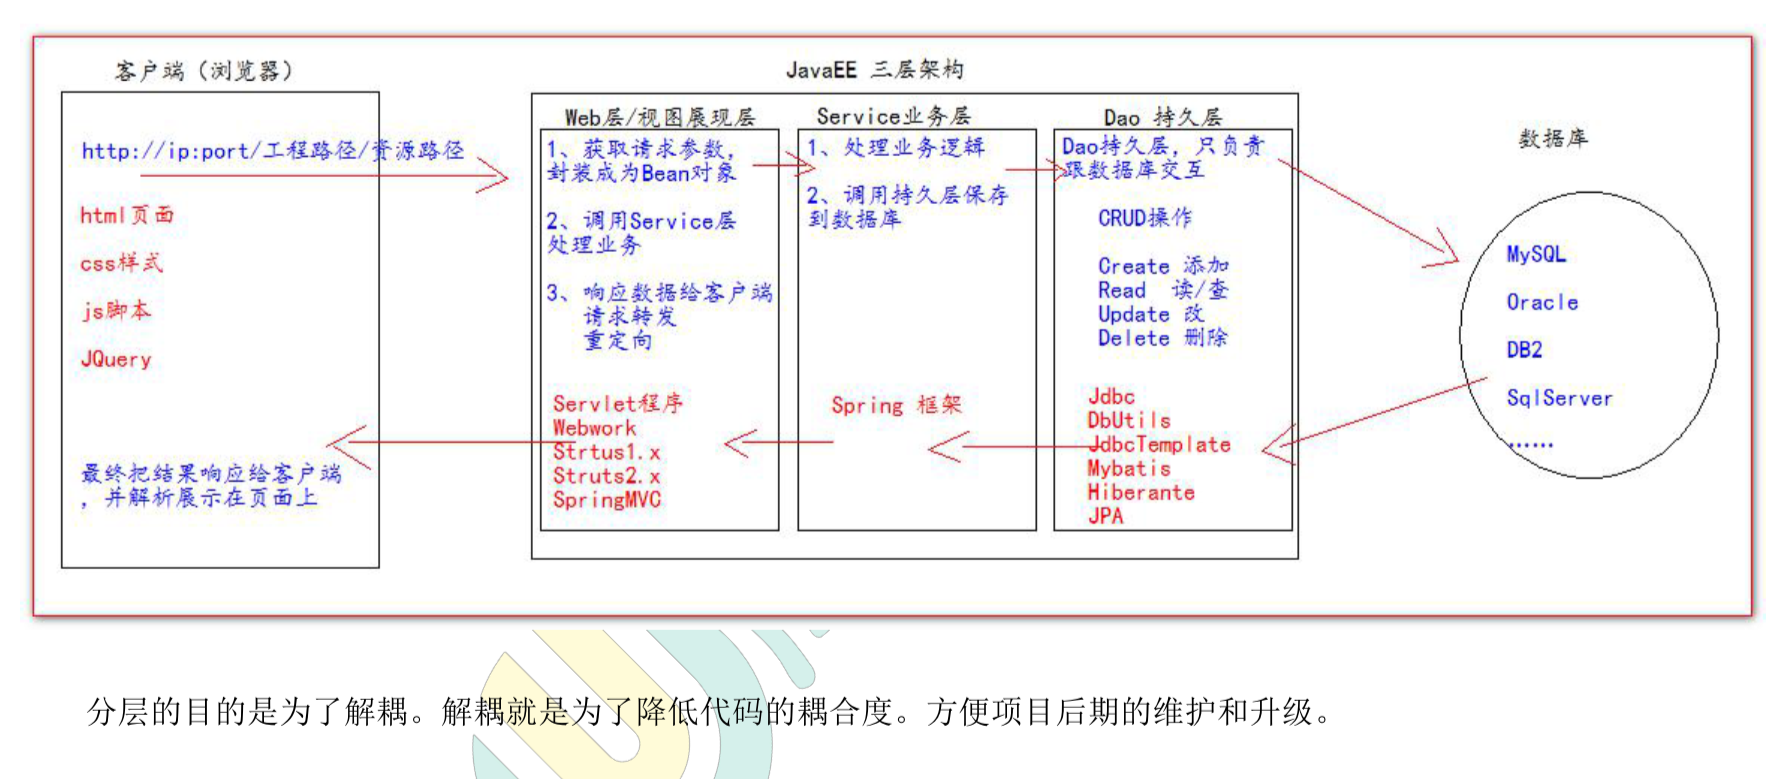 客户端（浏览器）
http://ip:port/工程路径/资源路径
html页面
css样式
js脚本
JQuery
最终把结果响应给客户端
，并解析展示在页面上
JavaEE 三层架构
Web层/视图展现层
1、获取请求参数，
封装成为Bean对象
2、调用Service层
处理业务
3、响应数据给客户端
请求转发
重定向
Servlet程序
Webwork
Strtus1.x
Struts2.x
SpringMVC
Service业务层
1、处理业务逻辑
2、调用持久层保存
到数据库
Spring 框架
Dao 持久层
Dao持久层，只负责
跟数据库交互
CRUD操作
Create 添加
Read 读/查
Update 改
Delete 删除
Jdbc
DbUtils
JdbcTemplate
Mybatis
Hiberante
JPA
数据库
MySQL
Oracle
DB2
SqlServer
......
分层的目的是为了解耦。解耦就是为了降低代码的耦合度。方便项目后期的维护和升级。